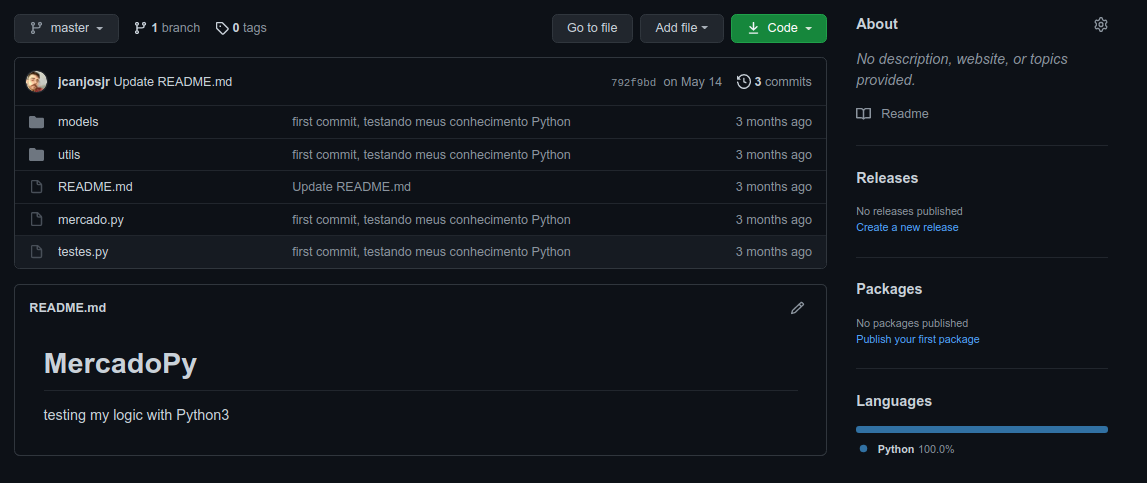 master 1 branch 0 tags Go to file Add file Code
jcanjosjr Update README.md 792f9bd on May 14 3 commits
models first commit, testando meus conhecimento Python 3 months ago
utils first commit, testando meus conhecimento Python 3 months ago
README.md Update README.md 3 months ago
mercado.py first commit, testando meus conhecimento Python 3 months ago
testes.py first commit, testando meus conhecimento Python 3 months ago
README.md
MercadoPy
testing my logic with Python3
About
No description, website, or topics
provided.
Readme
Releases
No releases published
Create a new release
Packages
No packages published
Publish your first package
Languages
Python 100.0%